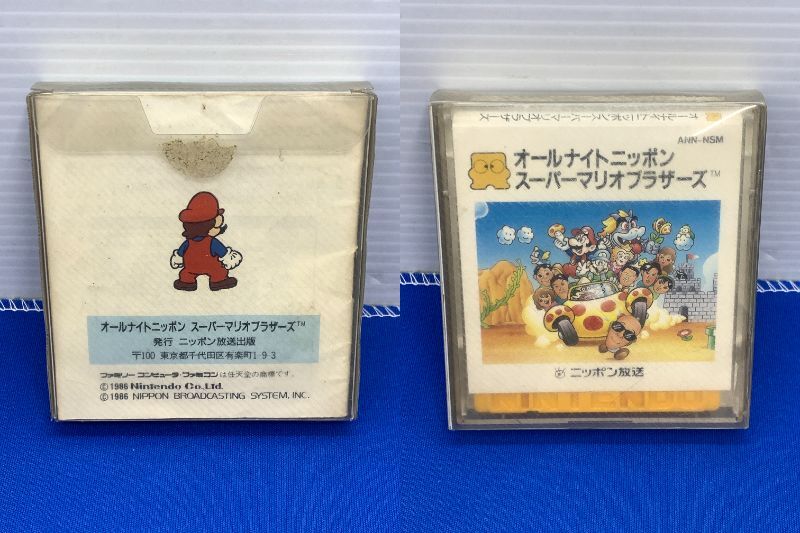 オールナイトニッポン スーパーマリオブラザーズ™
発行 ニッポン放送出版
〒100 東京都千代田区有楽町1-9-3
ファミリーコンピュータ・ファミコンは任天堂の商標です。
©1986 Nintendo Co., Ltd.
©1986 NIPPON BROADCASTING SYSTEM, INC.
オールナイトニッポンスーパーマリオブラザーズ
ANN-NSM
オールナイトニッポン
スーパーマリオブラザーズ™
ニッポン放送
NINTENDO